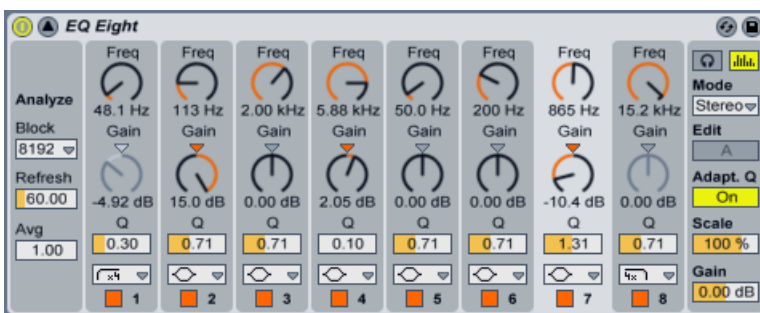 EQ Eight
Freq Freq Freq Freq Freq Freq Freq Freq
48.1 Hz 113 Hz 2.00 kHz 5.88 kHz 50.0 Hz 200 Hz 865 Hz 15.2 kHz
Gain Gain Gain Gain Gain Gain Gain Gain
-4.92 dB 15.0 dB 0.00 dB 2.05 dB 0.00 dB 0.00 dB -10.4 dB 0.00 dB
Q Q Q Q Q Q Q Q
0.30 0.71 0.71 0.10 0.71 0.71 1.31 0.71
x4 4x
1 2 3 4 5 6 7 8
Analyze
Block
8192
Refresh
60.00
Avg
1.00
Mode
Stereo
Edit
A
Adapt. Q
On
Scale
100 %
Gain
0.00 dB